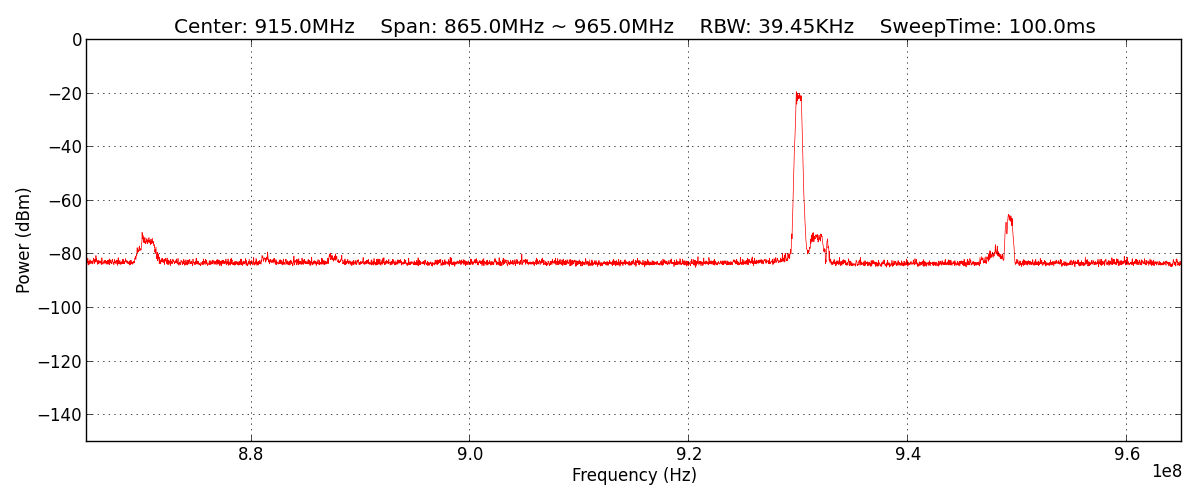 Center: 915.0MHz    Span: 865.0MHz ~ 965.0MHz    RBW: 39.45KHz    SweepTime: 100.0ms
0
−20
−40
−60
−80
−100
−120
−140
Power (dBm)
8.8 9.0 9.2 9.4 9.6
1e8
Frequency (Hz)